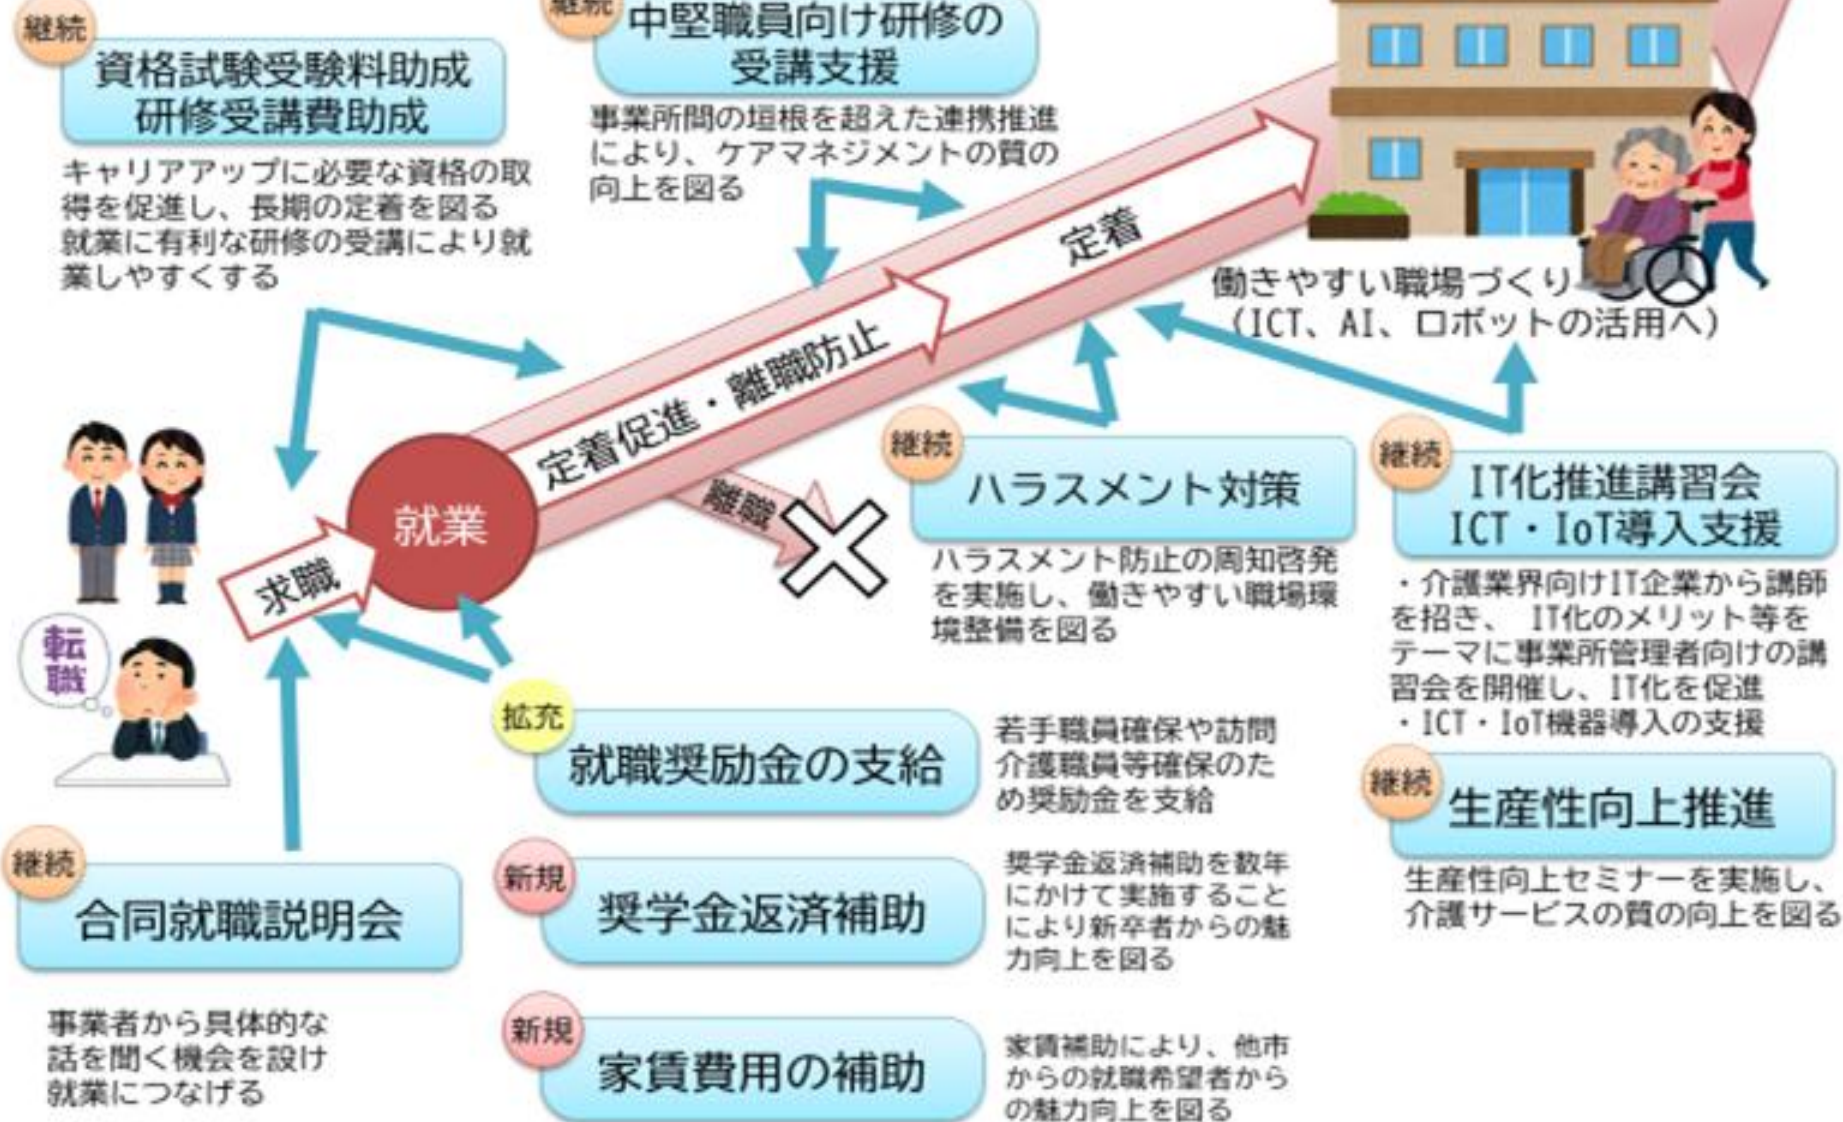 継続
資格試験受験料助成
研修受講費助成
キャリアアップに必要な資格の取
得を促進し、長期の定着を図る
就業に有利な研修の受講により就
業しやすくする
継続
中堅職員向け研修の
受講支援
事業所間の垣根を超えた連携推進
により、ケアマネジメントの質の
向上を図る
定着
働きやすい職場づくり
（ICT、AI、ロボットの活用へ）
定着促進・離職防止
離職
就業
求職
転
職
継続
ハラスメント対策
ハラスメント防止の周知啓発
を実施し、働きやすい職場環
境整備を図る
継続
IT化推進講習会
ICT・IoT導入支援
・介護業界向けIT企業から講師
を招き、 IT化のメリット等を
テーマに事業所管理者向けの講
習会を開催し、IT化を促進
・ICT・IoT機器導入の支援
拡充
就職奨励金の支給
若手職員確保や訪問
介護職員等確保のた
め奨励金を支給
継続
生産性向上推進
生産性向上セミナーを実施し、
介護サービスの質の向上を図る
継続
合同就職説明会
事業者から具体的な
話を聞く機会を設け
就業につなげる
新規
奨学金返済補助
奨学金返済補助を数年
にかけて実施すること
により新卒者からの魅
力向上を図る
新規
家賃費用の補助
家賃補助により、他市
からの就職希望者から
の魅力向上を図る